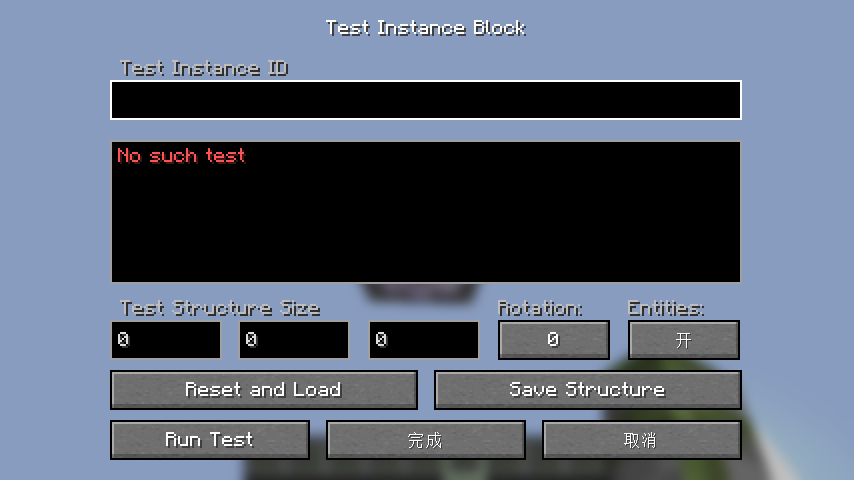 Test Instance Block
Test Instance ID
No such test
Test Structure Size Rotation: Entities:
0 0 0 0 开
Reset and Load Save Structure
Run Test 完成 取消